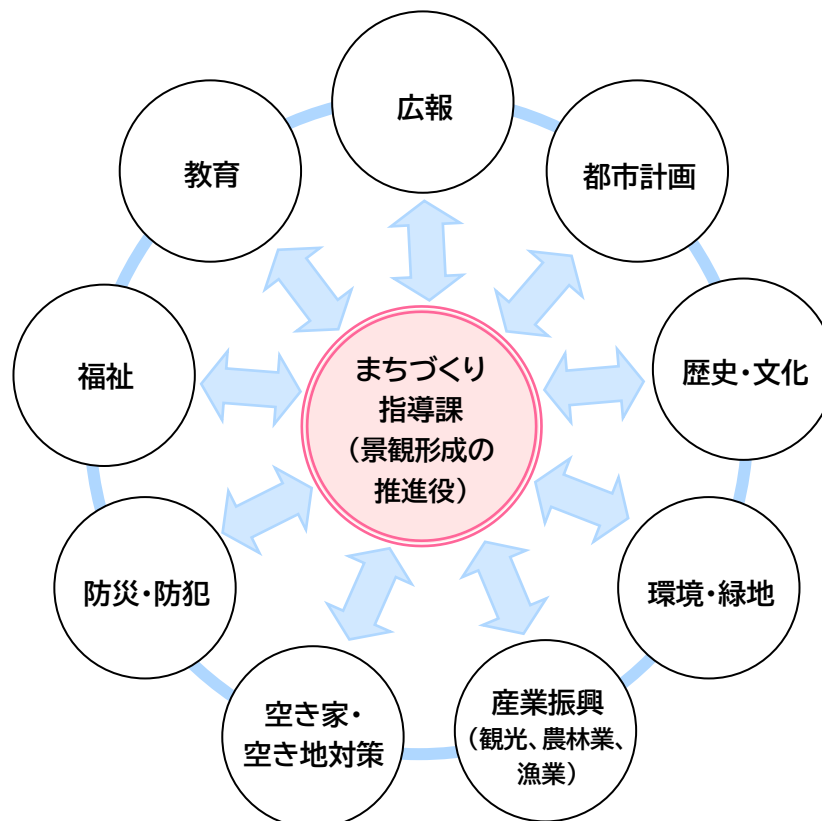 広報
都市計画
歴史・文化
環境・緑地
産業振興
（観光、農林業、
漁業）
空き家・
空き地対策
防災・防犯
福祉
教育
まちづくり
指導課
（景観形成の
推進役）